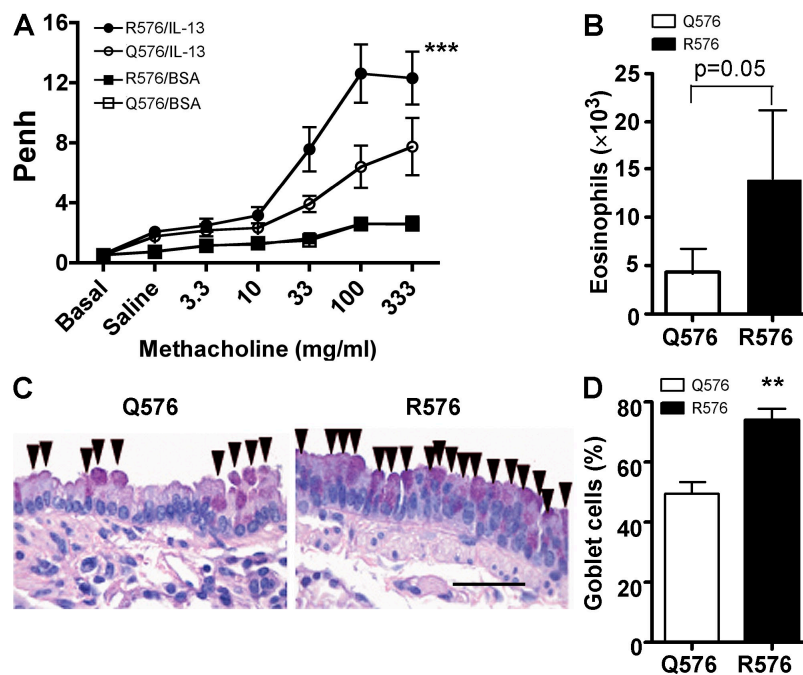 A
R576/IL-13
Q576/IL-13
R576/BSA
Q576/BSA
***
Penh
16
12
8
4
0
Basal
Saline
3.3
10
33
100
333
Methacholine (mg/ml)
B
Q576
R576
p=0.05
Eosinophils (×10³)
25
20
15
10
5
0
Q576
R576
C
Q576
R576
D
Q576
R576
**
Goblet cells (%)
80
60
40
20
0
Q576
R576